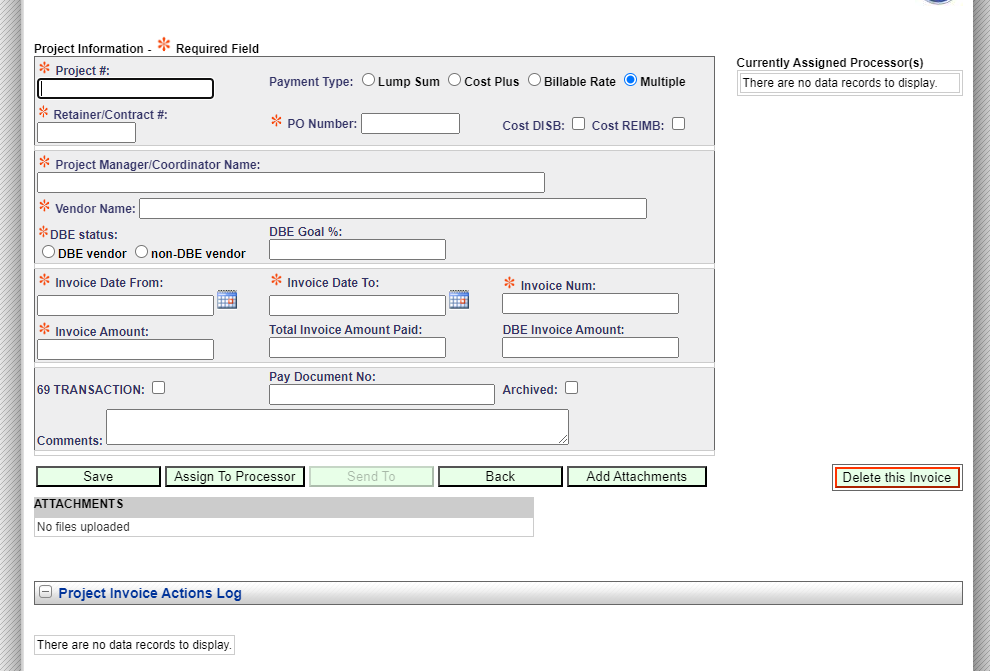 Project Information - * Required Field
Currently Assigned Processor(s)
* Project #:
Payment Type: Lump Sum Cost Plus Billable Rate Multiple
There are no data records to display.
* Retainer/Contract #:
* PO Number:
Cost DISB: Cost REIMB:
* Project Manager/Coordinator Name:
* Vendor Name:
*DBE status:
DBE Goal %:
DBE vendor non-DBE vendor
* Invoice Date From:
* Invoice Date To:
* Invoice Num:
* Invoice Amount:
Total Invoice Amount Paid:
DBE Invoice Amount:
69 TRANSACTION:
Pay Document No:
Archived:
Comments:
Save
Assign To Processor
Send To
Back
Add Attachments
Delete this Invoice
ATTACHMENTS
No files uploaded
Project Invoice Actions Log
There are no data records to display.